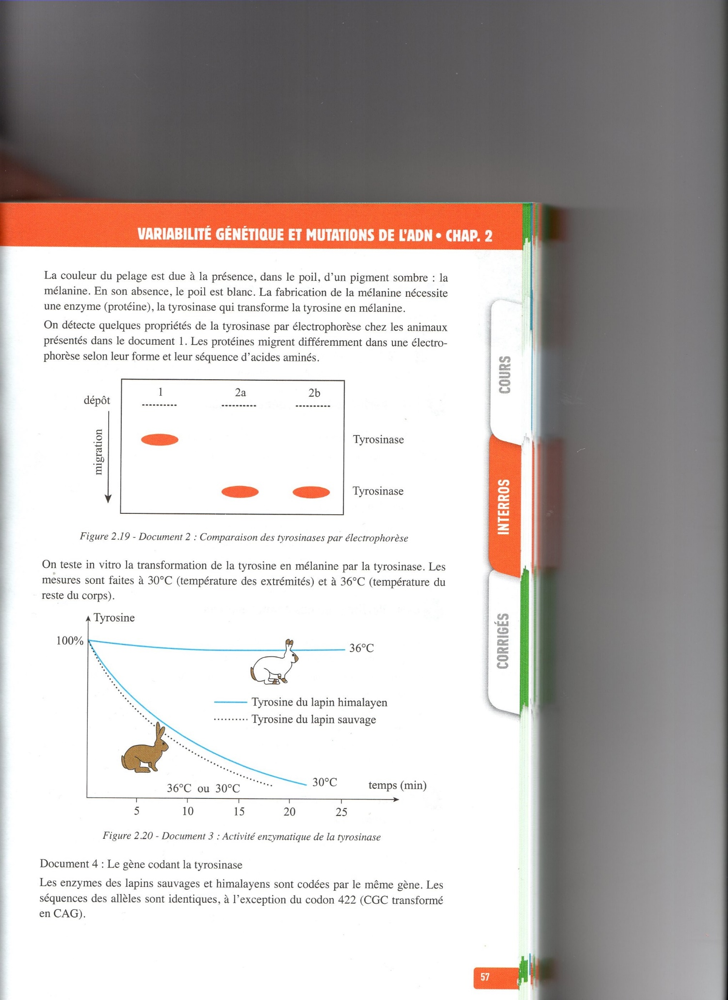 VARIABILITÉ GÉNÉTIQUE ET MUTATIONS DE L'ADN • CHAP. 2
La couleur du pelage est due à la présence, dans le poil, d'un pigment sombre : la
mélanine. En son absence, le poil est blanc. La fabrication de la mélanine nécessite
une enzyme (protéine), la tyrosinase qui transforme la tyrosine en mélanine.
On détecte quelques propriétés de la tyrosinase par électrophorèse chez les animaux
présentés dans le document 1. Les protéines migrent différemment dans une électro-
phorèse selon leur forme et leur séquence d'acides aminés.
1 2a 2b
dépôt
migration
Tyrosinase
Tyrosinase
Figure 2.19 - Document 2 : Comparaison des tyrosinases par électrophorèse
On teste in vitro la transformation de la tyrosine en mélanine par la tyrosinase. Les
mesures sont faites à 30°C (température des extrémités) et à 36°C (température du
reste du corps).
Tyrosine
100%
36°C
Tyrosine du lapin himalayen
Tyrosine du lapin sauvage
30°C
36°C ou 30°C
temps (min)
5 10 15 20 25
Figure 2.20 - Document 3 : Activité enzymatique de la tyrosinase
Document 4 : Le gène codant la tyrosinase
Les enzymes des lapins sauvages et himalayens sont codées par le même gène. Les
séquences des allèles sont identiques, à l'exception du codon 422 (CGC transformé
en CAG).
COURS
INTERROS
CORRIGÉS
57